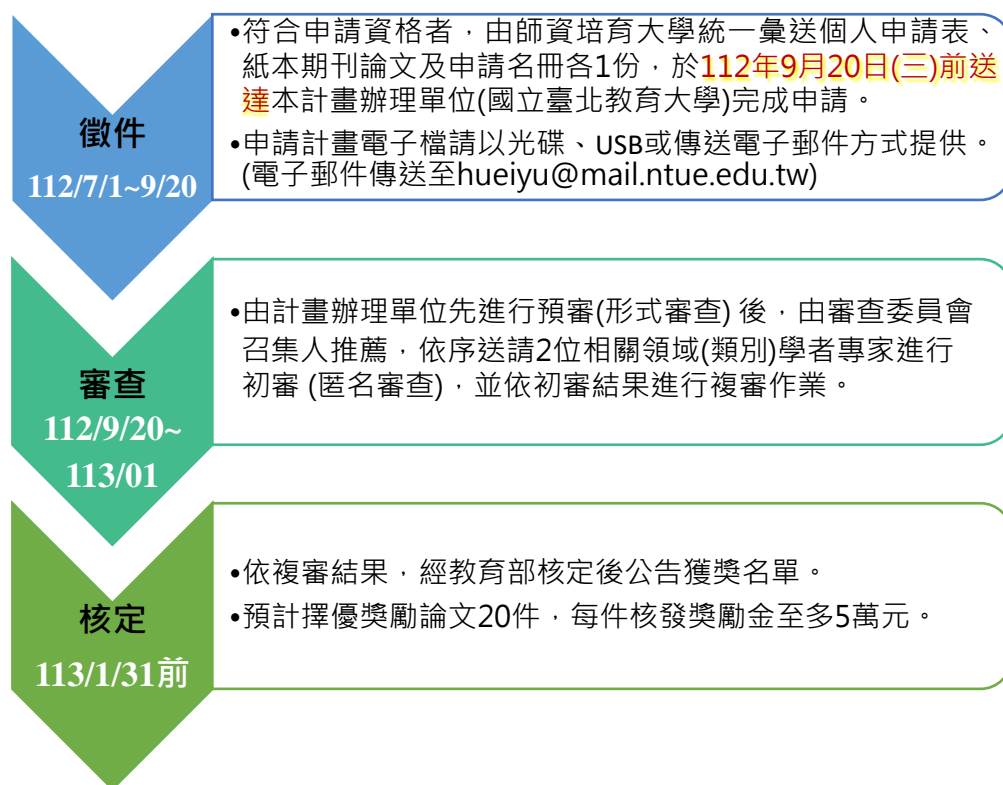 徵件
112/7/1~9/20
•符合申請資格者，由師資培育大學統一彙送個人申請表、
紙本期刊論文及申請名冊各1份，於112年9月20日(三)前送
達本計畫辦理單位(國立臺北教育大學)完成申請。
•申請計畫電子檔請以光碟、USB或傳送電子郵件方式提供。
(電子郵件傳送至hueiyu@mail.ntue.edu.tw)
審查
112/9/20~
113/01
•由計畫辦理單位先進行預審(形式審查) 後，由審查委員會
召集人推薦，依序送請2位相關領域(類別)學者專家進行
初審 (匿名審查)，並依初審結果進行複審作業。
核定
113/1/31前
•依複審結果，經教育部核定後公告獲獎名單。
•預計擇優獎勵論文20件，每件核發獎勵金至多5萬元。